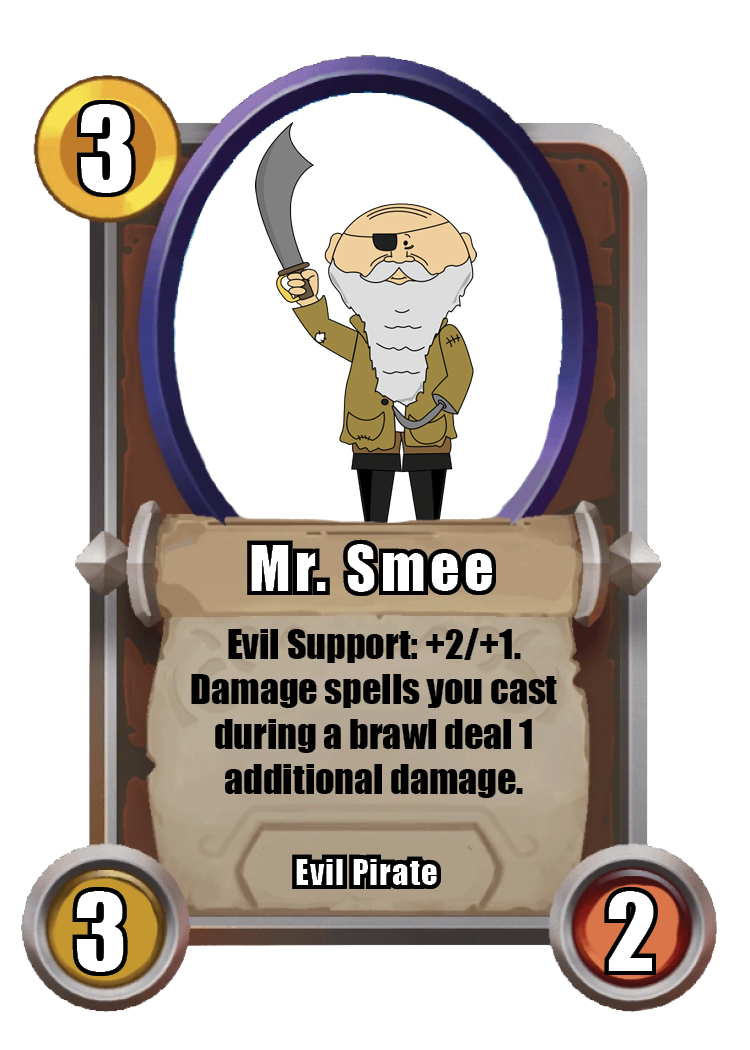 3
Mr. Smee
Evil Support: +2/+1.
Damage spells you cast
during a brawl deal 1
additional damage.
Evil Pirate
3
2